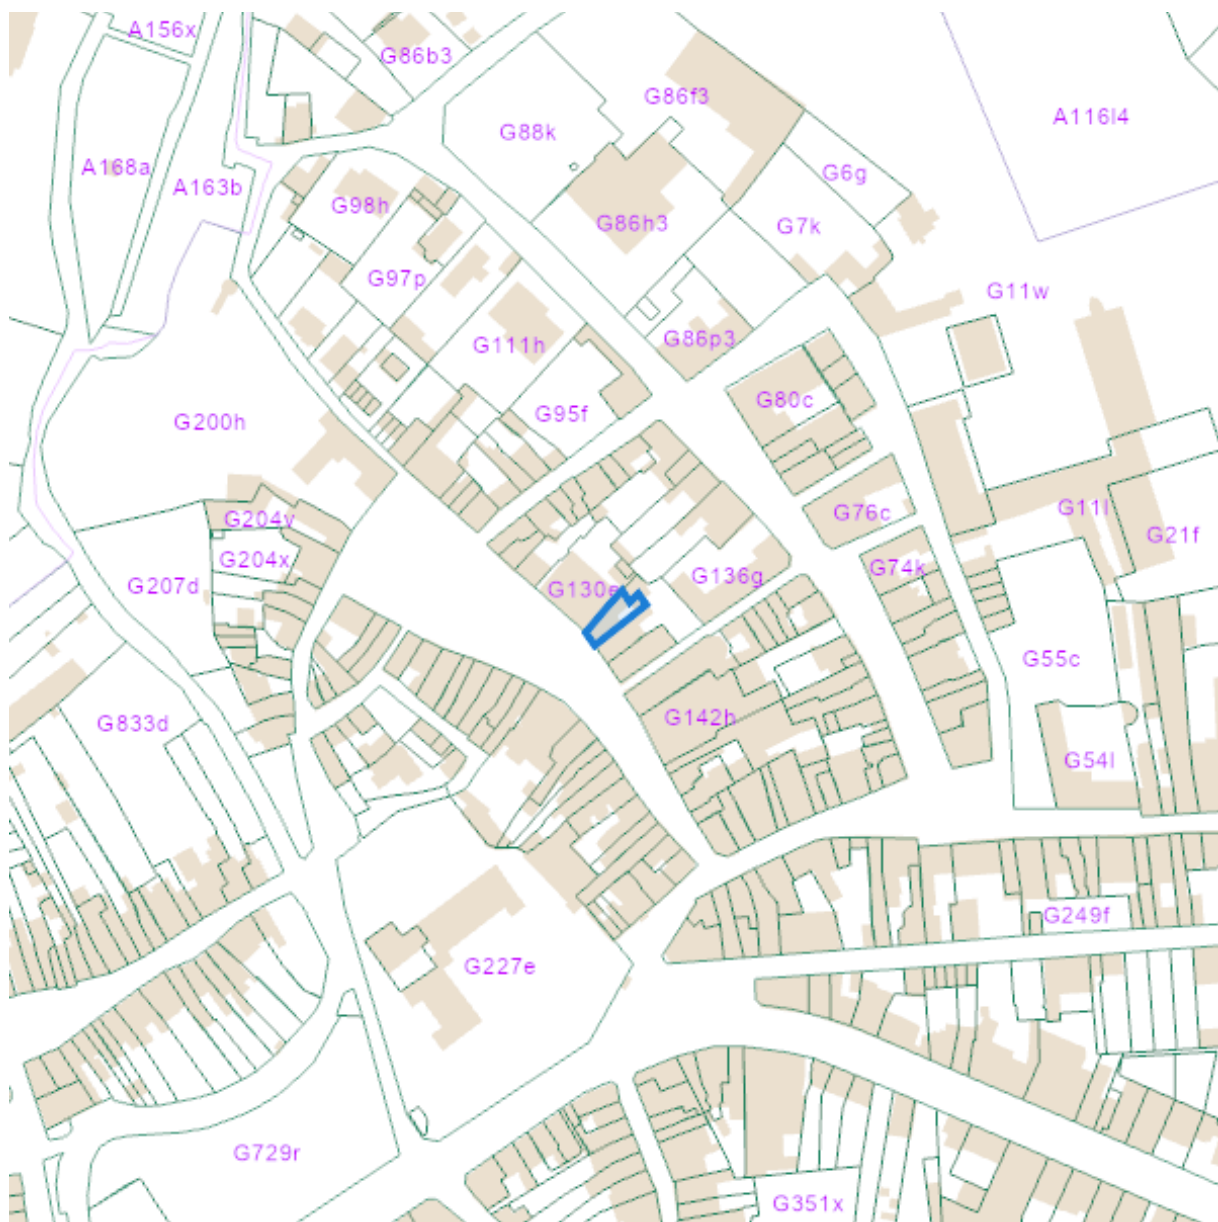 A156x
G86b3
G86f3
A116l4
G88k
A168a
A163b
G6g
G98h
G86h3
G7k
G97p
G11w
G111h
G86p3
G80c
G95f
G200h
G204v
G76c
G11l
G21f
G204x
G207d
G130e
G136g
G74k
G55c
G833d
G142h
G54l
G249f
G227e
G729r
G351x